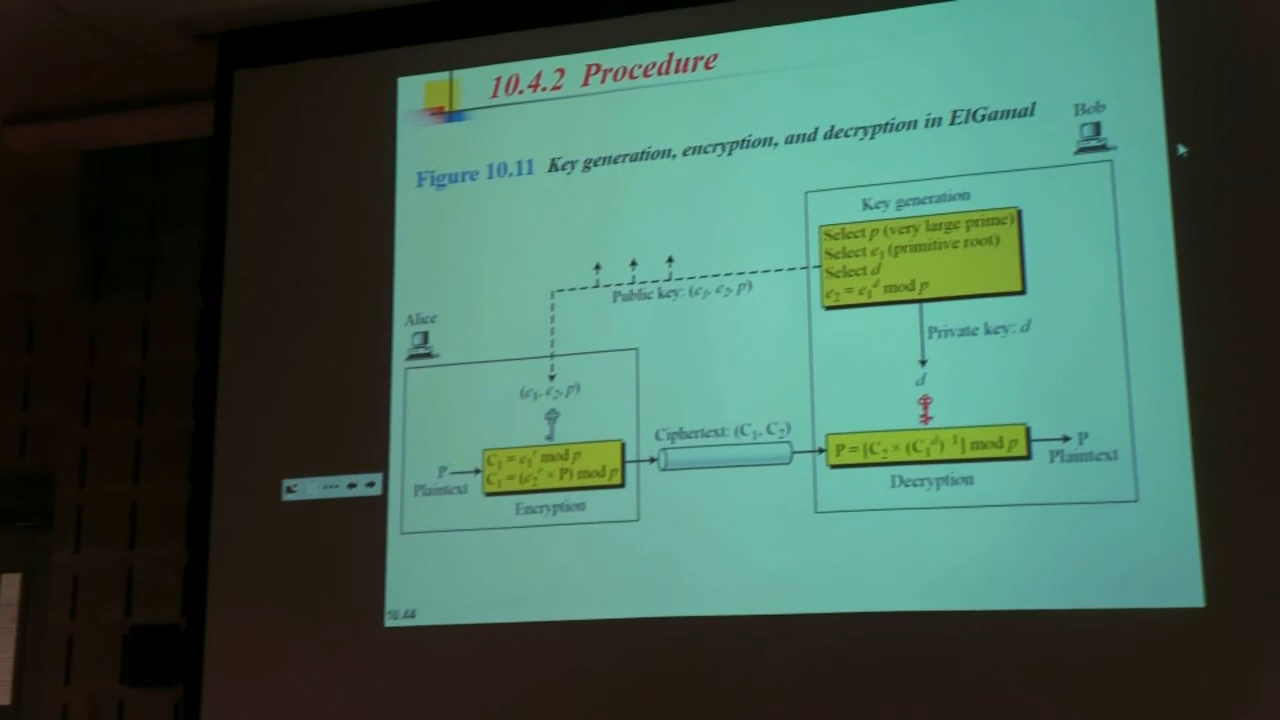 10.4.2 Procedure
Figure 10.11 Key generation, encryption, and decryption in ElGamal
Bob
Key generation
Select p (very large prime)
Select e₁ (primitive root)
Select d
e₂ = e₁ᵈ mod p
Public key: (e₁, e₂, p)
Private key: d
Alice
d
(e₁, e₂, p)
Ciphertext: (C₁, C₂)
P
Plaintext
C₁ = e₁ʳ mod p
C₁ = (e₂ʳ × P) mod p
Encryption
P = [C₂ × (C₁ᵈ)⁻¹] mod p
P
Plaintext
Decryption
10.44